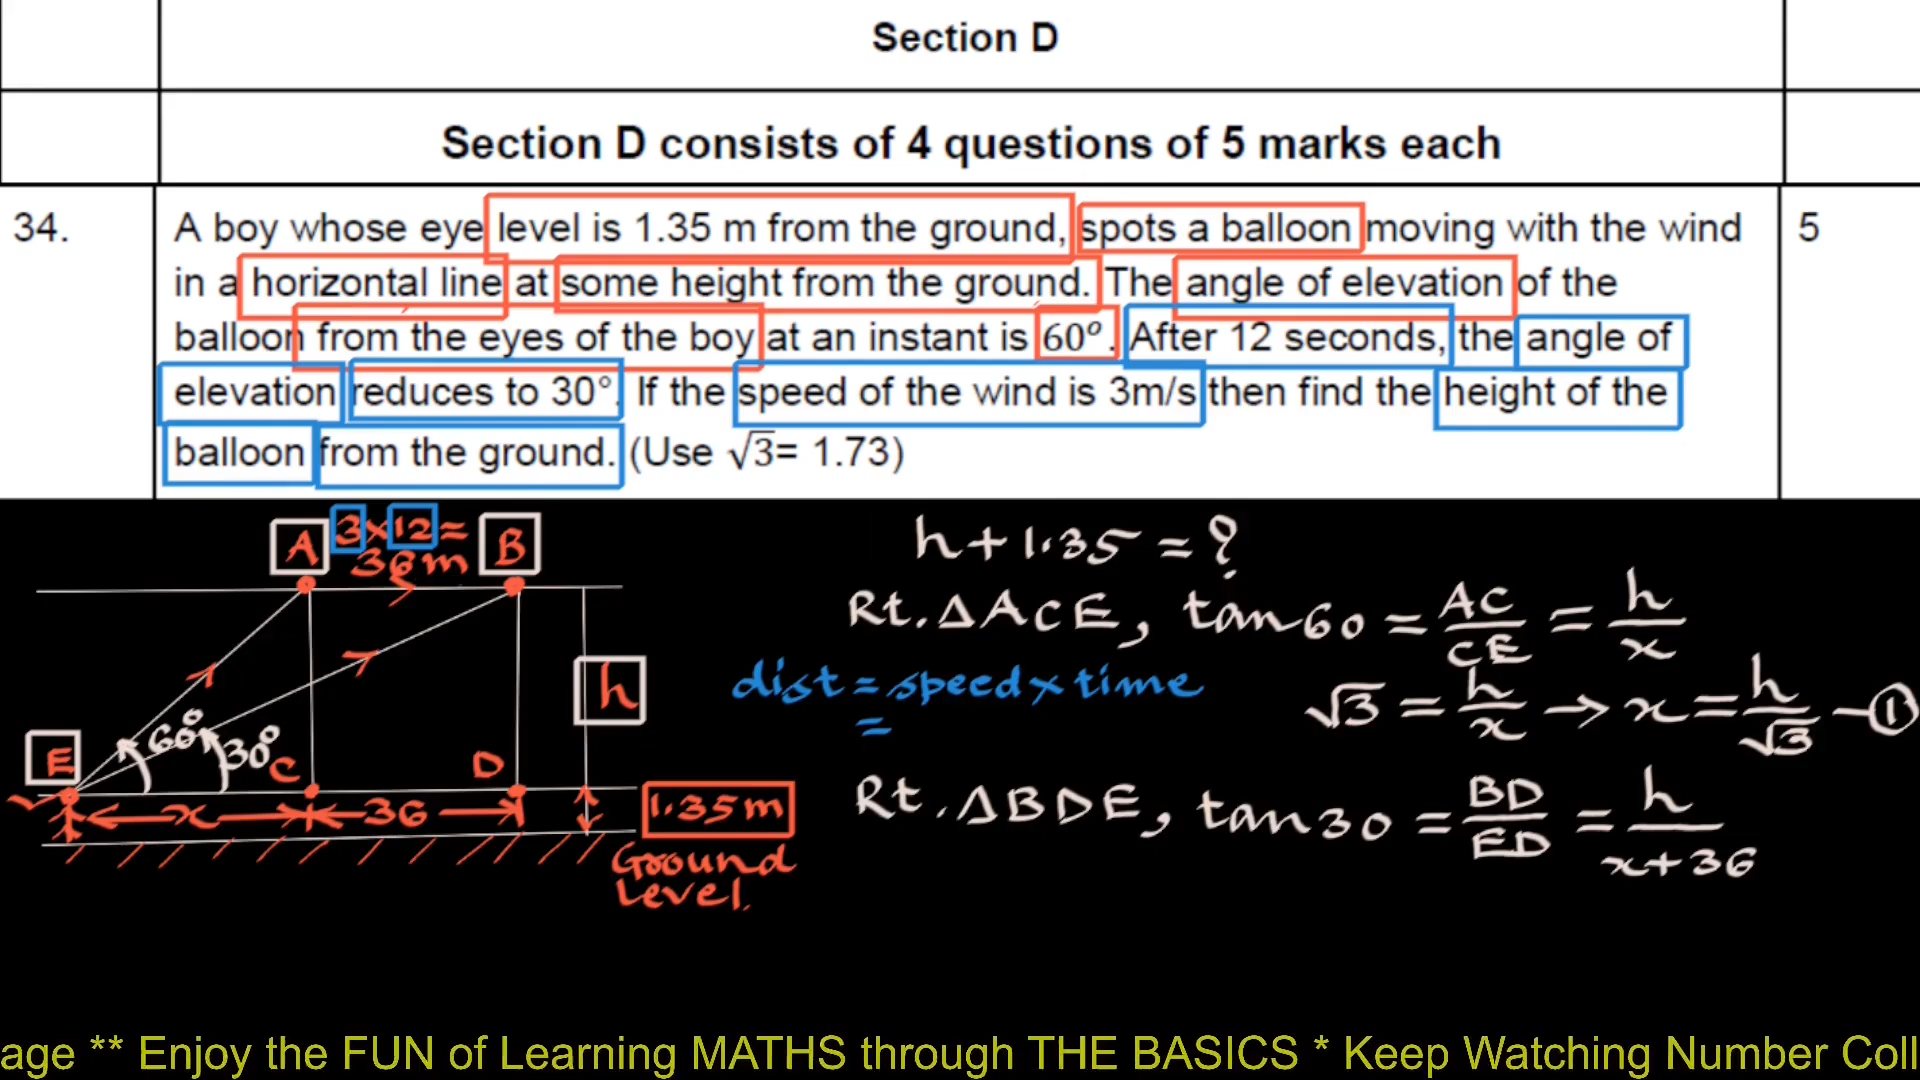 Section D
Section D consists of 4 questions of 5 marks each
34. A boy whose eye level is 1.35 m from the ground, spots a balloon moving with the wind 5
in a horizontal line at some height from the ground. The angle of elevation of the
balloon from the eyes of the boy at an instant is 60°. After 12 seconds, the angle of
elevation reduces to 30°. If the speed of the wind is 3m/s then find the height of the
balloon from the ground. (Use √3= 1.73)
A 3×12= B
36m
h
E 60° 30° C D
x 36 1.35m
Ground
Level.
h+1.35 = ?
Rt. ΔACE, tan60 = AC/CE = h/x
dist = speed × time
=
√3 = h/x → x = h/√3 – ①
Rt. ΔBDE, tan30 = BD/ED = h/x+36
age ** Enjoy the FUN of Learning MATHS through THE BASICS * Keep Watching Number Coll